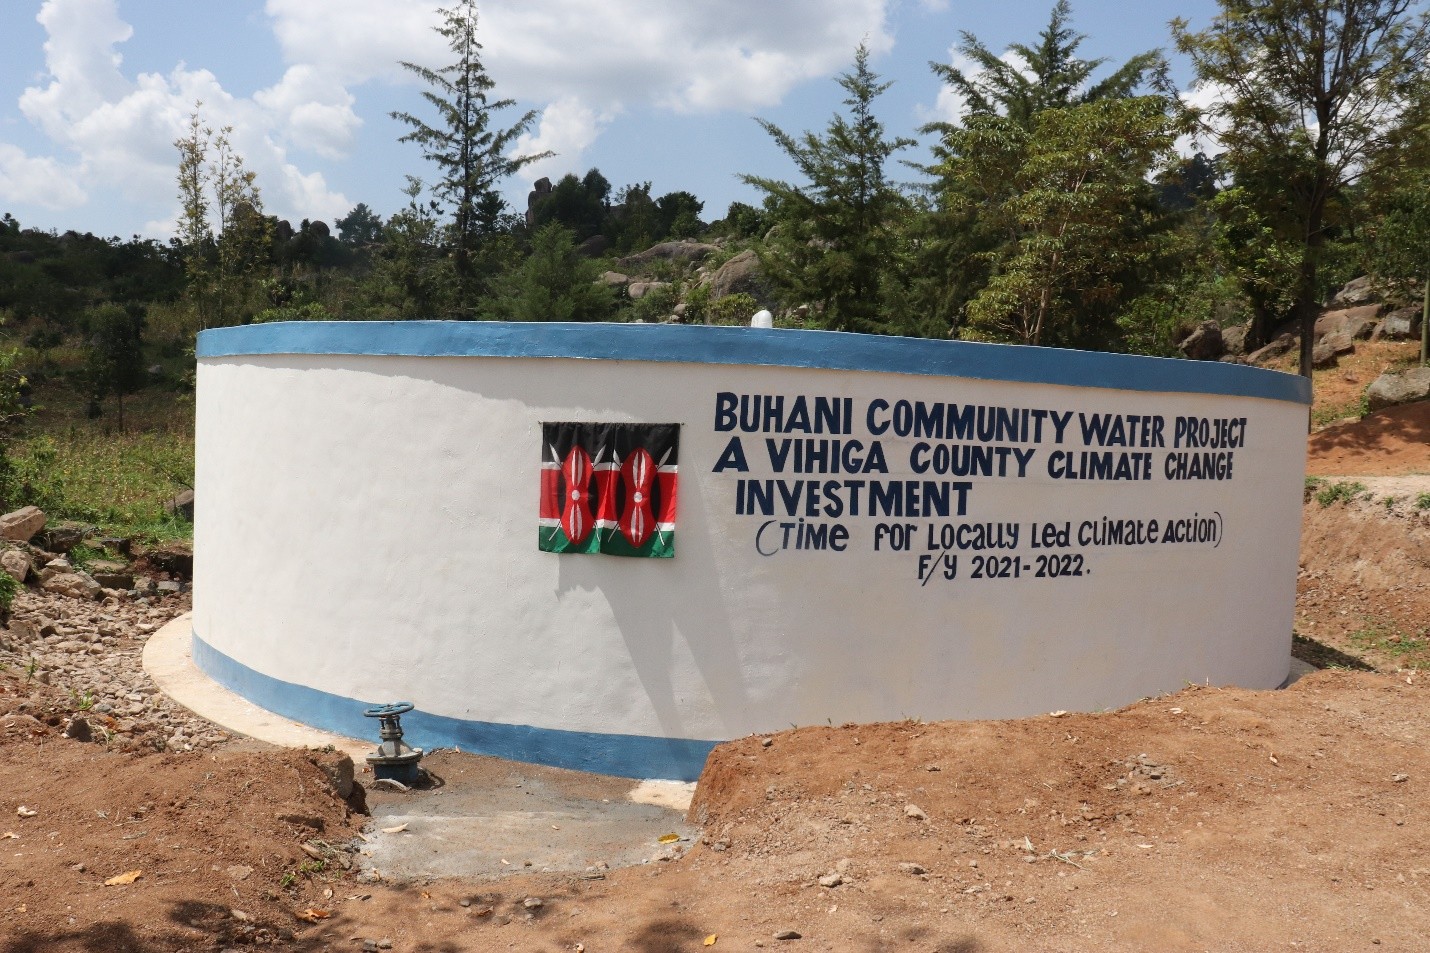 BUHANI COMMUNITY WATER PROJECT
A VIHIGA COUNTY CLIMATE CHANGE
INVESTMENT
(TIME FOR LOCALLY LED CLIMATE ACTION)
F/Y 2021-2022.